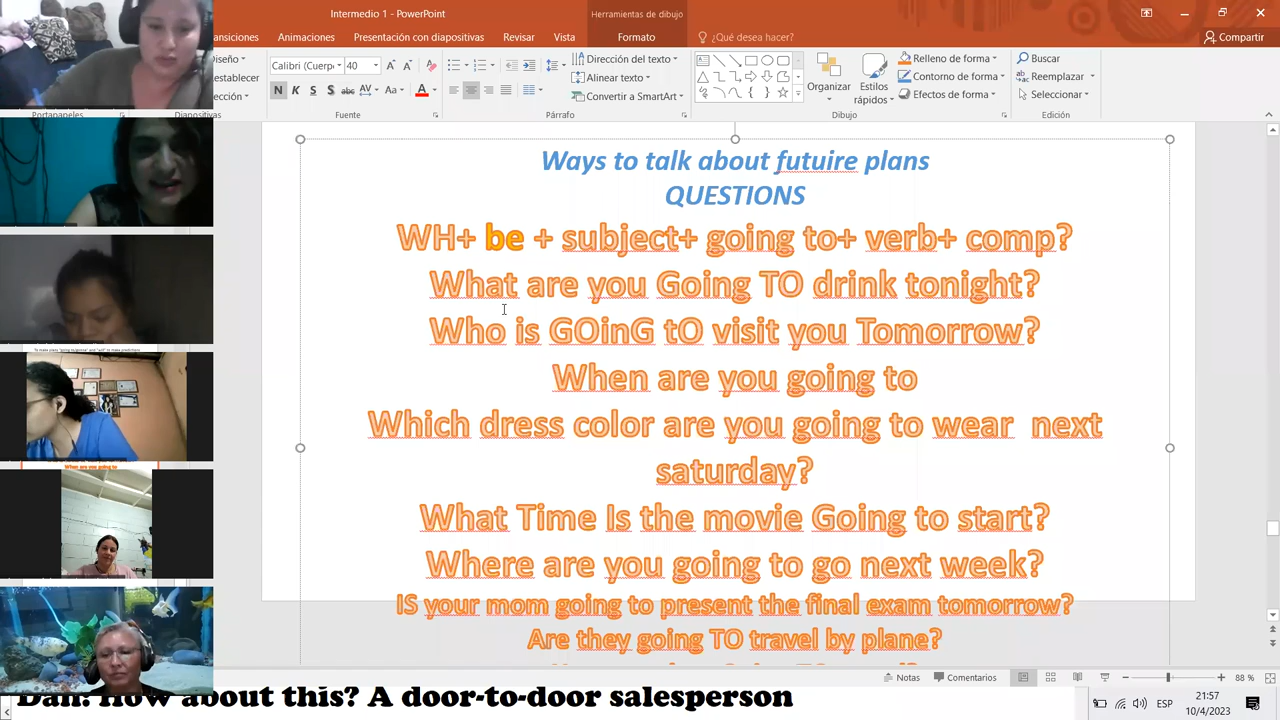 Intermedio 1 - PowerPoint
Herramientas de dibujo
Animaciones
Presentación con diapositivas
Revisar
Vista
Formato
¿Qué desea hacer?
Compartir
Calibri (Cuerp
40
Dirección del texto
Alinear texto
Convertir a SmartArt
Organizar
Estilos rápidos
Relleno de forma
Contorno de forma
Efectos de forma
Buscar
Reemplazar
Seleccionar
Portapapeles
Diapositivas
Fuente
Párrafo
Dibujo
Edición
Ways to talk about futuire plans
QUESTIONS
WH+ be + subject+ going to+ verb+ comp?
What are you Going TO drink tonight?
Who is GOinG tO visit you Tomorrow?
When are you going to
Which dress color are you going to wear next
saturday?
What Time Is the movie Going to start?
Where are you going to go next week?
IS your mom going to present the final exam tomorrow?
Are they going TO travel by plane?
Notas
Comentarios
88 %
Dan: How about this? A door-to-door salesperson
ESP
21:57
10/4/2023